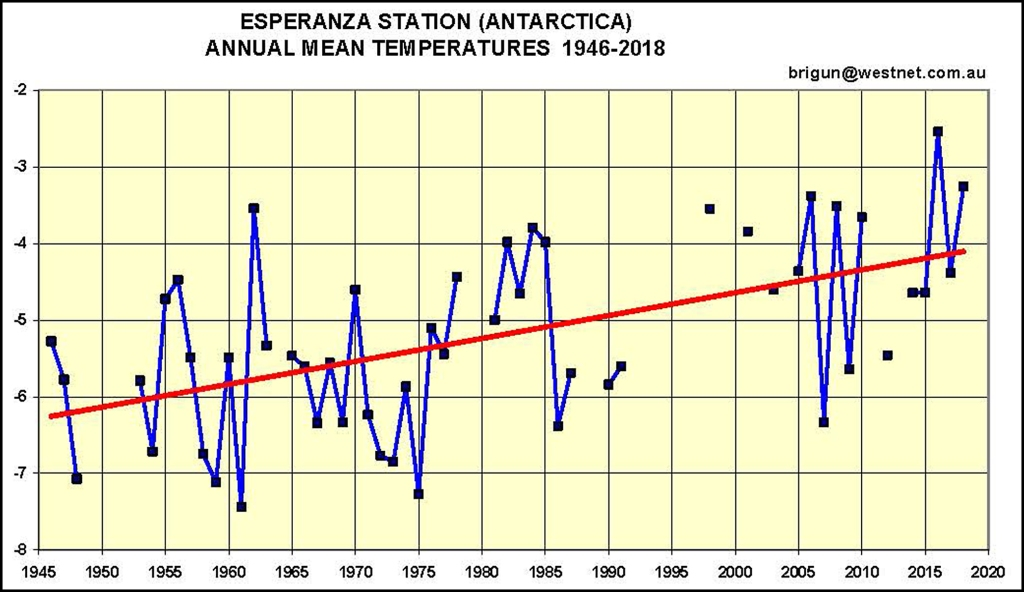 ESPERANZA STATION (ANTARCTICA)
ANNUAL MEAN TEMPERATURES 1946-2018
brigun@westnet.com.au
-2
-3
-4
-5
-6
-7
-8
1945 1950 1955 1960 1965 1970 1975 1980 1985 1990 1995 2000 2005 2010 2015 2020